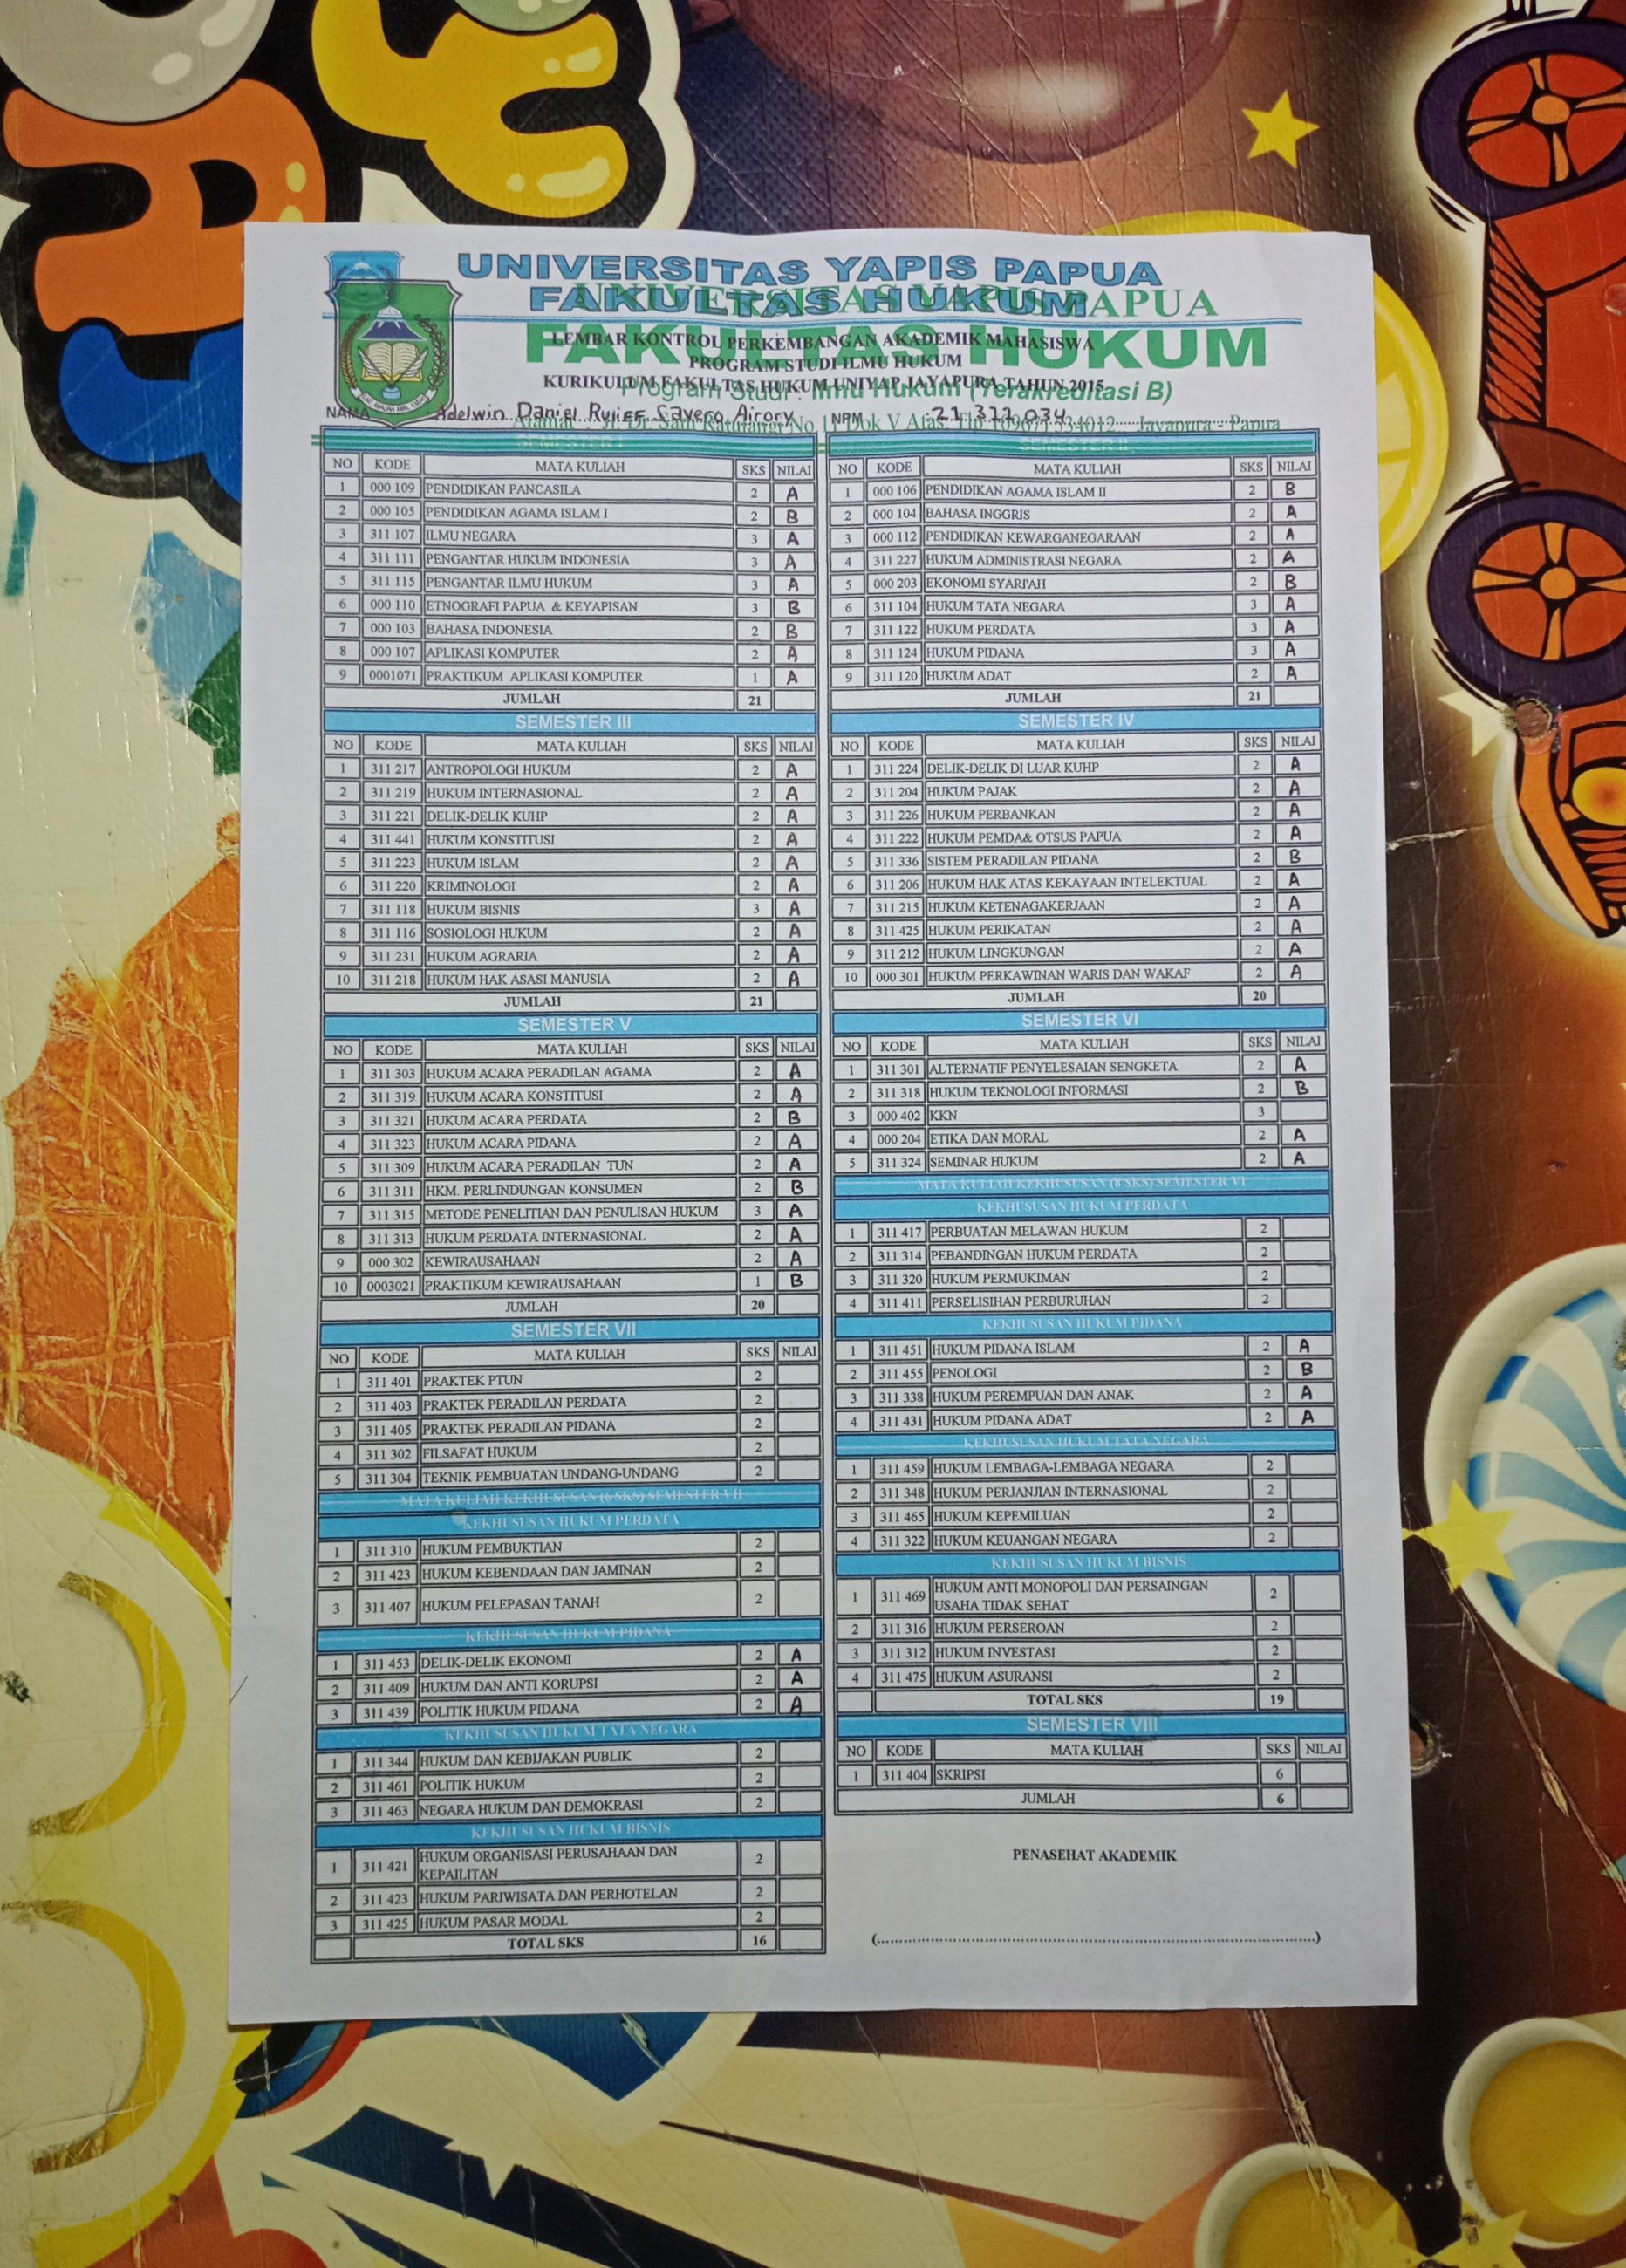 UNIVERSITAS YAPIS PAPUA
FAKULTAS HUKUM
UNIVERSITAS YAPIS PAPUA
FAKULTAS HUKUM
LEMBAR KONTROL PERKEMBANGAN AKADEMIK MAHASISWA
PROGRAM STUDI ILMU HUKUM
KURIKULUM FAKULTAS HUKUM UNIYAP JAYAPURA TAHUN 2015
Program Studi : Ilmu Hukum (Terakreditasi B)
NAMA : Adelwin Daniel Savero Airory NPM : 21 311 034
Dok V Atas Jayapura - Papua
SEMESTER I
NO KODE MATA KULIAH SKS NILAI
1 000 109 PENDIDIKAN PANCASILA 2 A
2 000 105 PENDIDIKAN AGAMA ISLAM I 2 B
3 311 107 ILMU NEGARA 3 A
4 311 111 PENGANTAR HUKUM INDONESIA 3 A
5 311 115 PENGANTAR ILMU HUKUM 3 A
6 000 110 ETNOGRAFI PAPUA & KEYAPISAN 3 B
7 000 103 BAHASA INDONESIA 2 B
8 000 107 APLIKASI KOMPUTER 2 A
9 0001071 PRAKTIKUM APLIKASI KOMPUTER 1 A
JUMLAH 21
SEMESTER II
NO KODE MATA KULIAH SKS NILAI
1 000 106 PENDIDIKAN AGAMA ISLAM II 2 B
2 000 104 BAHASA INGGRIS 2 A
3 000 112 PENDIDIKAN KEWARGANEGARAAN 2 A
4 311 227 HUKUM ADMINISTRASI NEGARA 2 A
5 000 203 EKONOMI SYARI'AH 2 B
6 311 104 HUKUM TATA NEGARA 3 A
7 311 122 HUKUM PERDATA 3 A
8 311 124 HUKUM PIDANA 3 A
9 311 120 HUKUM ADAT 2 A
JUMLAH 21
SEMESTER III
NO KODE MATA KULIAH SKS NILAI
1 311 217 ANTROPOLOGI HUKUM 2 A
2 311 219 HUKUM INTERNASIONAL 2 A
3 311 221 DELIK-DELIK KUHP 2 A
4 311 441 HUKUM KONSTITUSI 2 A
5 311 223 HUKUM ISLAM 2 A
6 311 220 KRIMINOLOGI 2 A
7 311 118 HUKUM BISNIS 3 A
8 311 116 SOSIOLOGI HUKUM 2 A
9 311 231 HUKUM AGRARIA 2 A
10 311 218 HUKUM HAK ASASI MANUSIA 2 A
JUMLAH 21
SEMESTER IV
NO KODE MATA KULIAH SKS NILAI
1 311 224 DELIK-DELIK DI LUAR KUHP 2 A
2 311 204 HUKUM PAJAK 2 A
3 311 226 HUKUM PERBANKAN 2 A
4 311 222 HUKUM PEMDA& OTSUS PAPUA 2 A
5 311 336 SISTEM PERADILAN PIDANA 2 B
6 311 206 HUKUM HAK ATAS KEKAYAAN INTELEKTUAL 2 A
7 311 215 HUKUM KETENAGAKERJAAN 2 A
8 311 425 HUKUM PERIKATAN 2 A
9 311 212 HUKUM LINGKUNGAN 2 A
10 000 301 HUKUM PERKAWINAN WARIS DAN WAKAF 2 A
JUMLAH 20
SEMESTER V
NO KODE MATA KULIAH SKS NILAI
1 311 303 HUKUM ACARA PERADILAN AGAMA 2 A
2 311 319 HUKUM ACARA KONSTITUSI 2 A
3 311 321 HUKUM ACARA PERDATA 2 B
4 311 323 HUKUM ACARA PIDANA 2 A
5 311 309 HUKUM ACARA PERADILAN TUN 2 A
6 311 311 HKM. PERLINDUNGAN KONSUMEN 2 B
7 311 315 METODE PENELITIAN DAN PENULISAN HUKUM 3 A
8 311 313 HUKUM PERDATA INTERNASIONAL 2 A
9 000 302 KEWIRAUSAHAAN 2 A
10 0003021 PRAKTIKUM KEWIRAUSAHAAN 1 B
JUMLAH 20
SEMESTER VI
NO KODE MATA KULIAH SKS NILAI
1 311 301 ALTERNATIF PENYELESAIAN SENGKETA 2 A
2 311 318 HUKUM TEKNOLOGI INFORMASI 2 B
3 000 402 KKN 3
4 000 204 ETIKA DAN MORAL 2 A
5 311 324 SEMINAR HUKUM 2 A
MATA KULIAH KEKHUSUSAN (8 SKS) SEMESTER VI
KEKHUSUSAN HUKUM PERDATA
1 311 417 PERBUATAN MELAWAN HUKUM 2
2 311 314 PEBANDINGAN HUKUM PERDATA 2
3 311 320 HUKUM PERMUKIMAN 2
4 311 411 PERSELISIHAN PERBURUHAN 2
KEKHUSUSAN HUKUM PIDANA
1 311 451 HUKUM PIDANA ISLAM 2 A
2 311 455 PENOLOGI 2 B
3 311 338 HUKUM PEREMPUAN DAN ANAK 2 A
4 311 431 HUKUM PIDANA ADAT 2 A
KEKHUSUSAN HUKUM TATA NEGARA
1 311 459 HUKUM LEMBAGA-LEMBAGA NEGARA 2
2 311 348 HUKUM PERJANJIAN INTERNASIONAL 2
3 311 465 HUKUM KEPEMILUAN 2
4 311 322 HUKUM KEUANGAN NEGARA 2
KEKHUSUSAN HUKUM BISNIS
1 311 469 HUKUM ANTI MONOPOLI DAN PERSAINGAN
USAHA TIDAK SEHAT 2
2 311 316 HUKUM PERSEROAN 2
3 311 312 HUKUM INVESTASI 2
4 311 475 HUKUM ASURANSI 2
TOTAL SKS 19
SEMESTER VII
NO KODE MATA KULIAH SKS NILAI
1 311 401 PRAKTEK PTUN 2
2 311 403 PRAKTEK PERADILAN PERDATA 2
3 311 405 PRAKTEK PERADILAN PIDANA 2
4 311 302 FILSAFAT HUKUM 2
5 311 304 TEKNIK PEMBUATAN UNDANG-UNDANG 2
MATA KULIAH KEKHUSUSAN (6 SKS) SEMESTER VII
KEKHUSUSAN HUKUM PERDATA
1 311 310 HUKUM PEMBUKTIAN 2
2 311 423 HUKUM KEBENDAAN DAN JAMINAN 2
3 311 407 HUKUM PELEPASAN TANAH 2
KEKHUSUSAN HUKUM PIDANA
1 311 453 DELIK-DELIK EKONOMI 2 A
2 311 409 HUKUM DAN ANTI KORUPSI 2 A
3 311 439 POLITIK HUKUM PIDANA 2 A
KEKHUSUSAN HUKUM TATA NEGARA
1 311 344 HUKUM DAN KEBIJAKAN PUBLIK 2
2 311 461 POLITIK HUKUM 2
3 311 463 NEGARA HUKUM DAN DEMOKRASI 2
KEKHUSUSAN HUKUM BISNIS
1 311 421 HUKUM ORGANISASI PERUSAHAAN DAN
KEPAILITAN 2
2 311 423 HUKUM PARIWISATA DAN PERHOTELAN 2
3 311 425 HUKUM PASAR MODAL 2
TOTAL SKS 16
SEMESTER VIII
NO KODE MATA KULIAH SKS NILAI
1 311 404 SKRIPSI 6
JUMLAH 6
PENASEHAT AKADEMIK
(........................................................................)